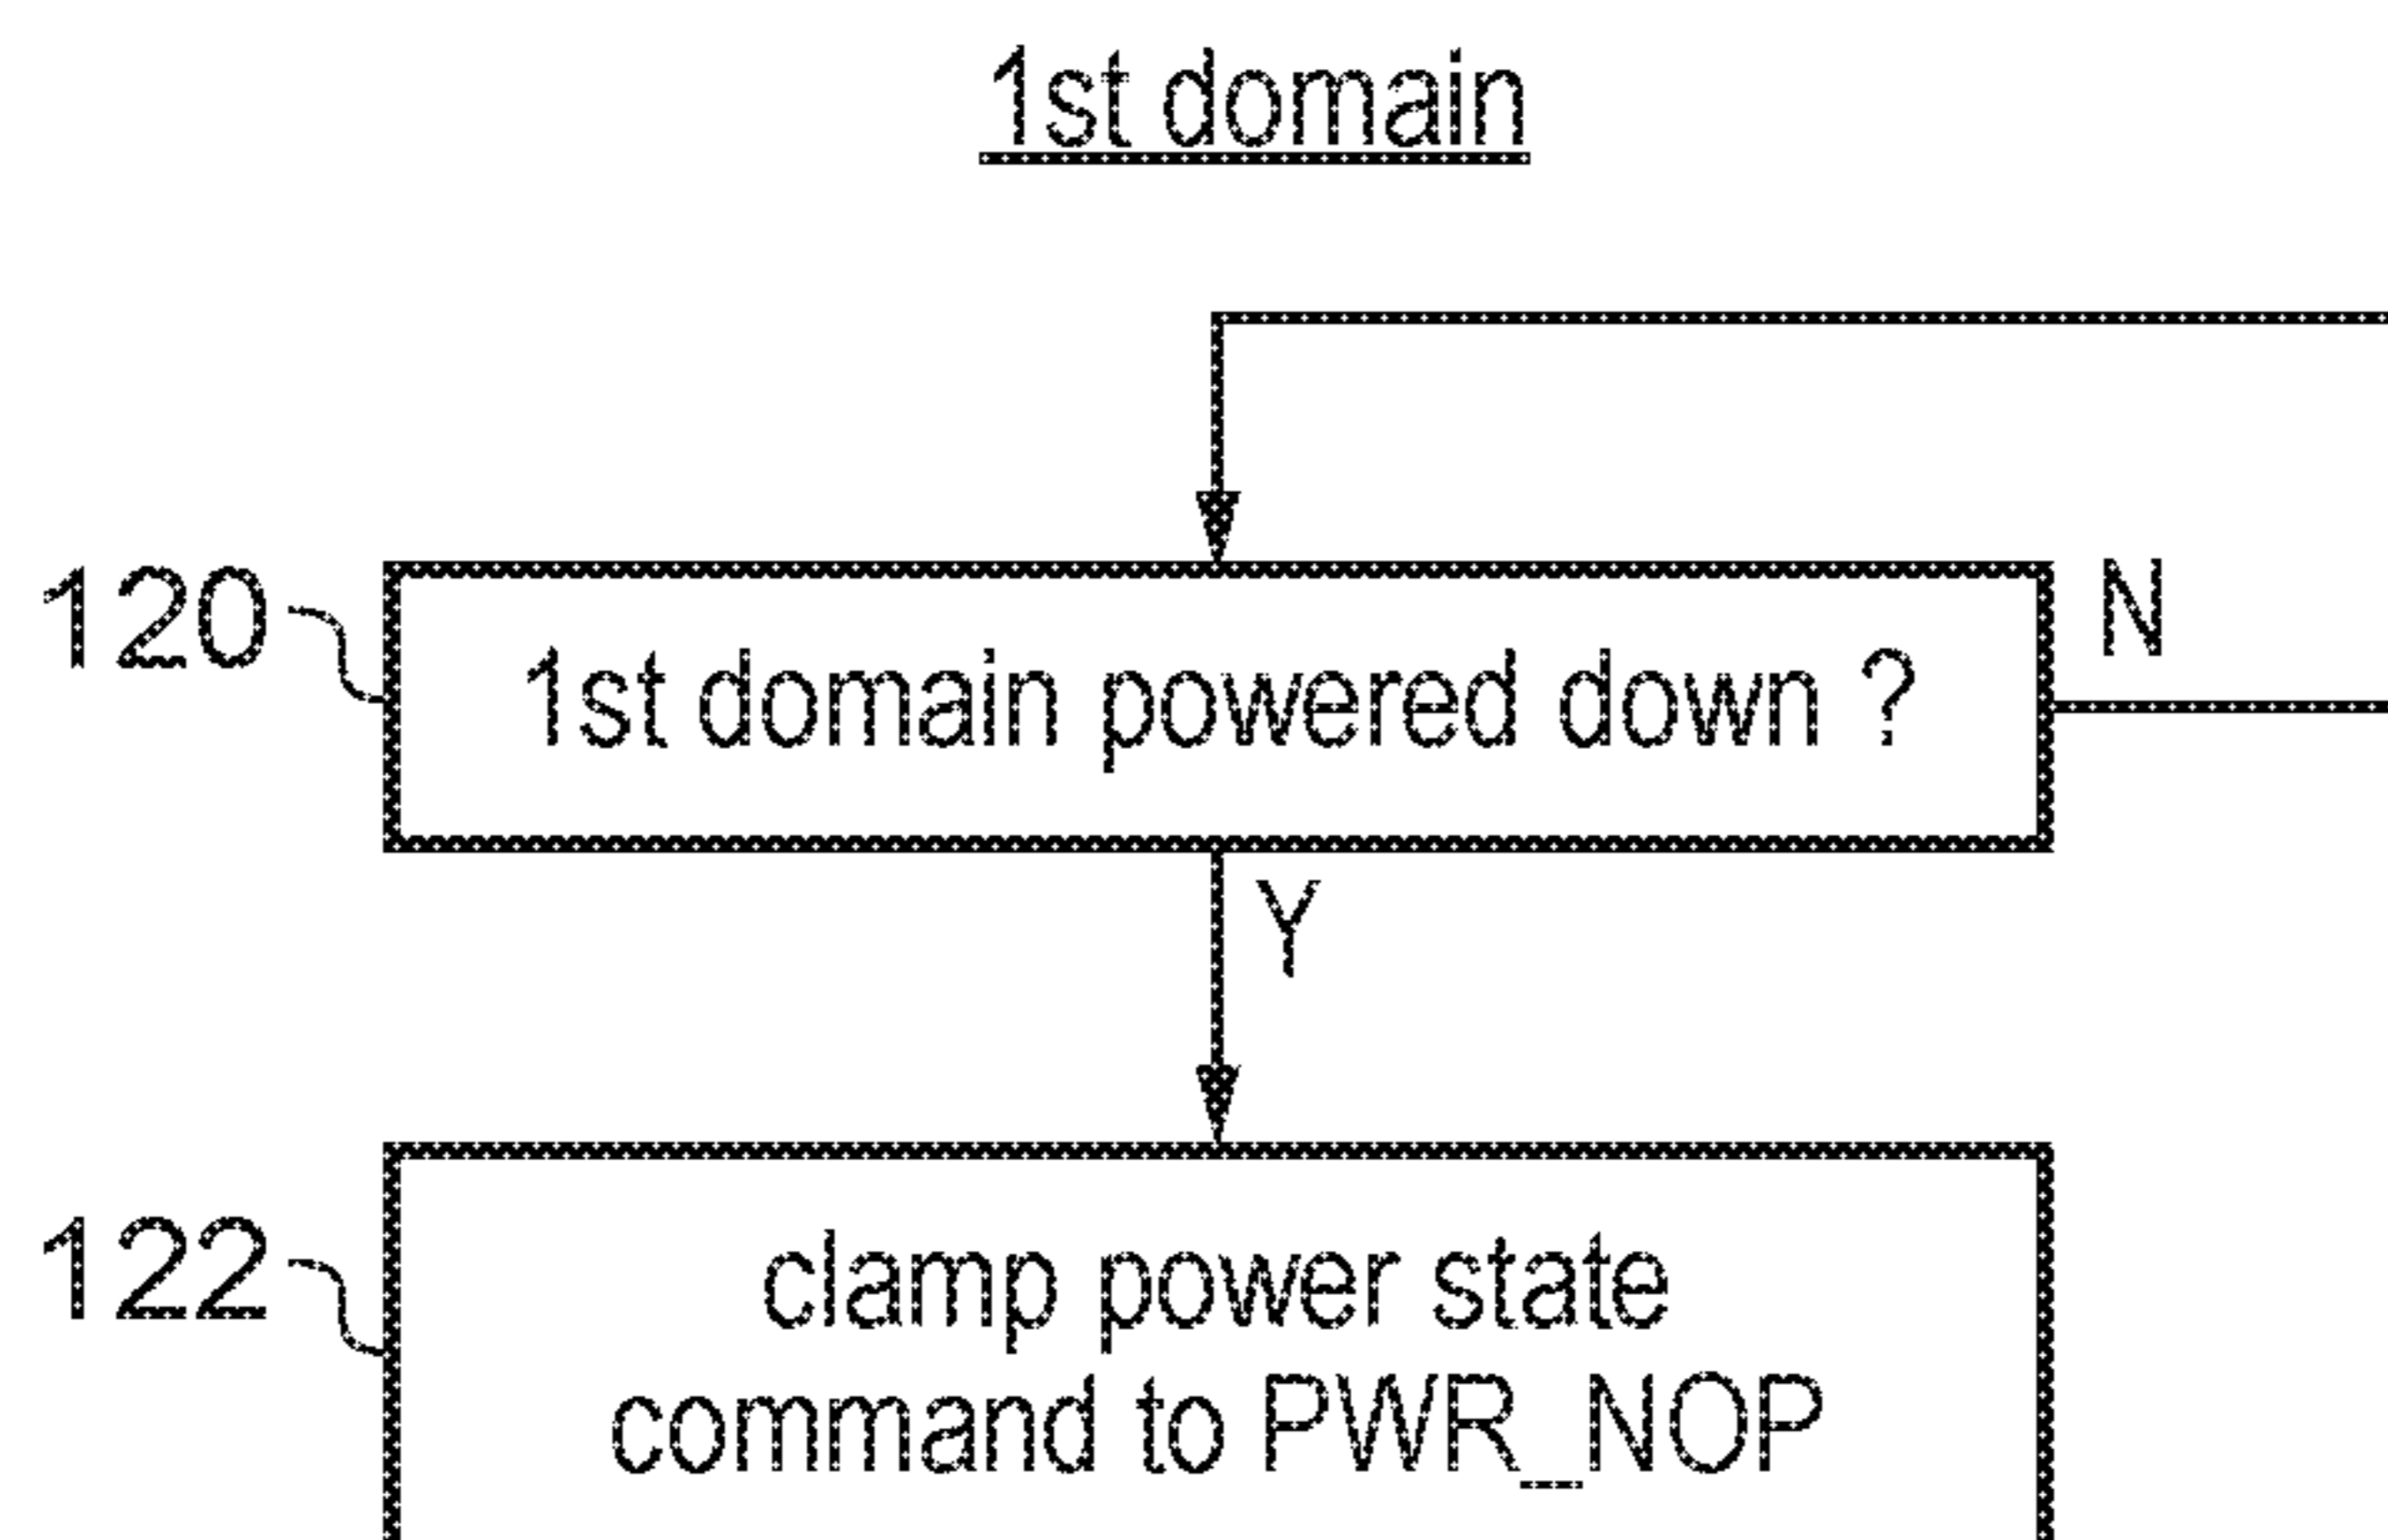 1st domain
120
1st domain powered down ?
N
Y
122
clamp power state
command to PWR_NOP